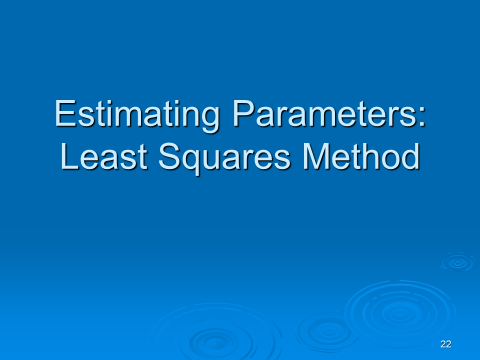 Estimating Parameters:
Least Squares Method
22